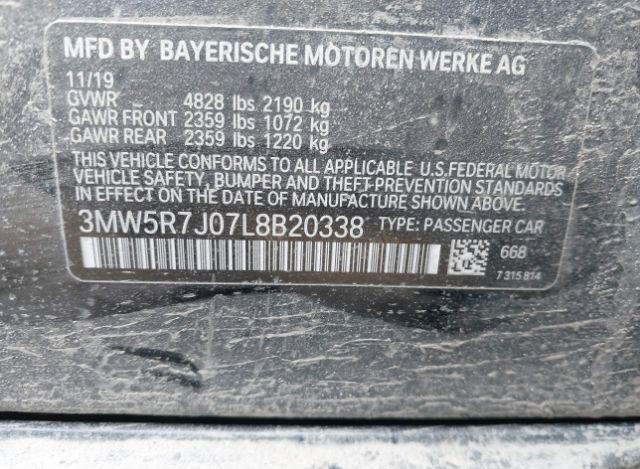 MFD BY BAYERISCHE MOTOREN WERKE AG
11/19
GVWR 4828 lbs 2190 kg
GAWR FRONT 2359 lbs 1072 kg
GAWR REAR 2359 lbs 1220 kg
THIS VEHICLE CONFORMS TO ALL APPLICABLE U.S.FEDERAL MOTOR
VEHICLE SAFETY, BUMPER AND THEFT PREVENTION STANDARDS
IN EFFECT ON THE DATE OF MANUFACTURE SHOWN ABOVE.
3MW5R7J07L8B20338 TYPE: PASSENGER CAR
668
7 315 814